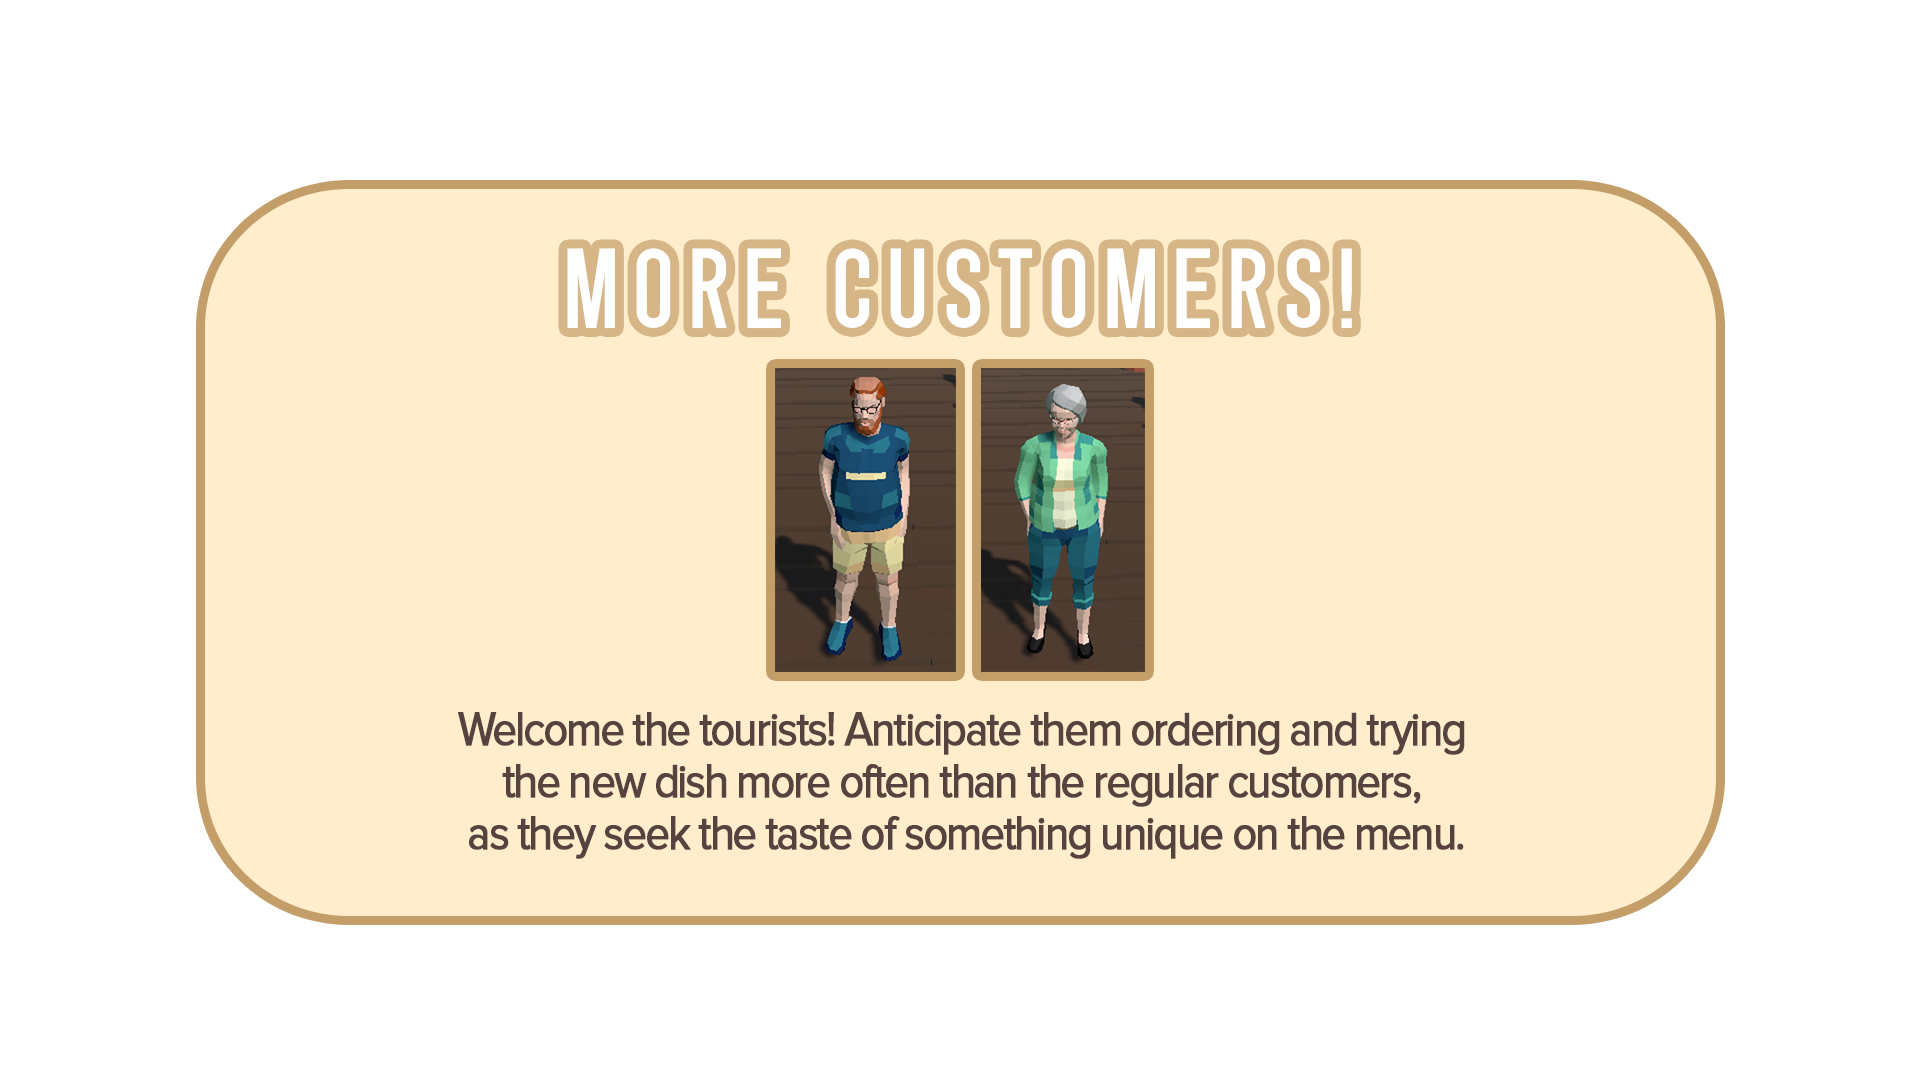 MORE CUSTOMERS!
Welcome the tourists! Anticipate them ordering and trying
the new dish more often than the regular customers,
as they seek the taste of something unique on the menu.